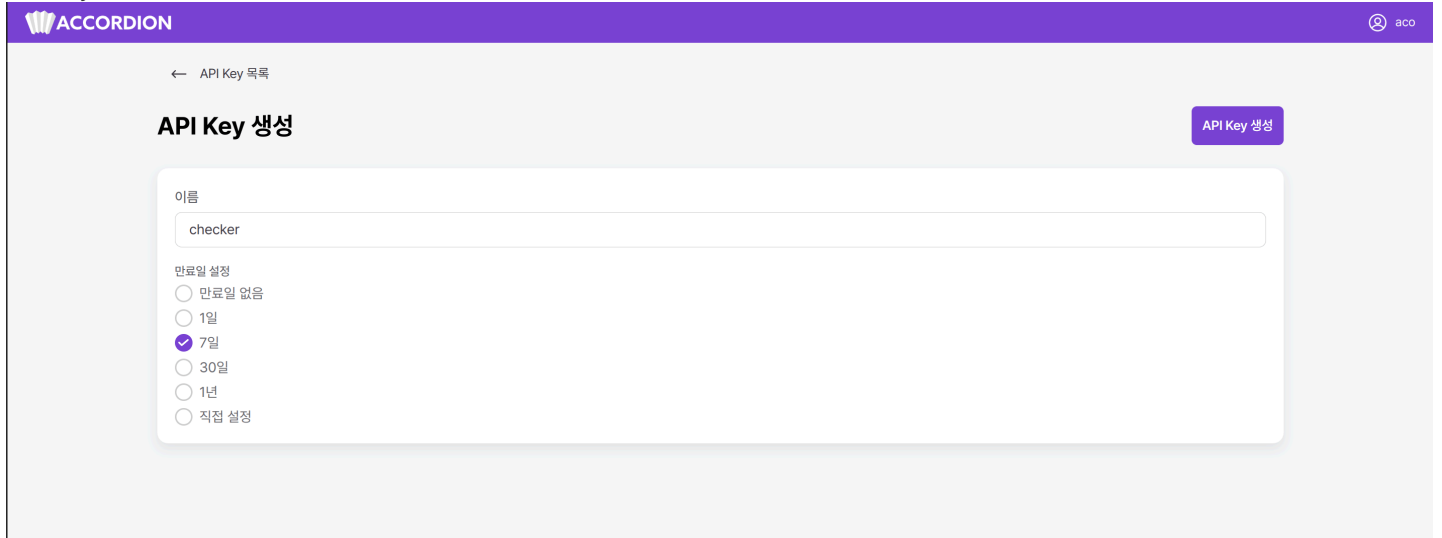 ACCORDION
aco
← API Key 목록
API Key 생성
API Key 생성
이름
checker
만료일 설정
만료일 없음
1일
7일
30일
1년
직접 설정